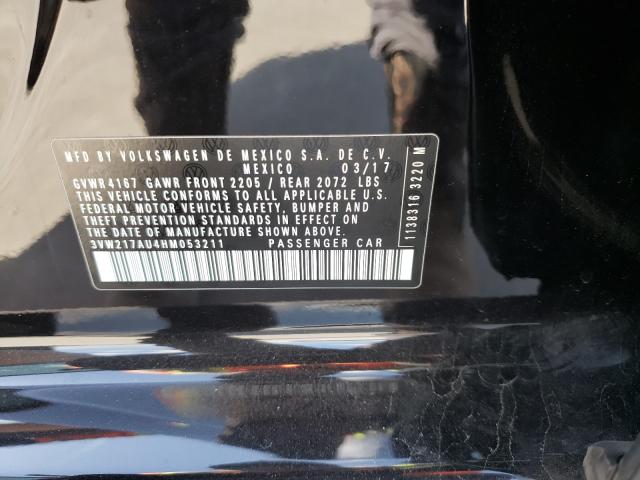 MFD BY VOLKSWAGEN DE MEXICO S.A. DE C.V.
MEXICO 03/17
GVWR 4167 GAWR FRONT 2205 / REAR 2072 LBS
THIS VEHICLE CONFORMS TO ALL APPLICABLE U.S.
FEDERAL MOTOR VEHICLE SAFETY, BUMPER AND
THEFT PREVENTION STANDARDS IN EFFECT ON
THE DATE OF MANUFACTURE SHOWN ABOVE.
3VW217AU4HM053211 PASSENGER CAR
1138316 3220 M